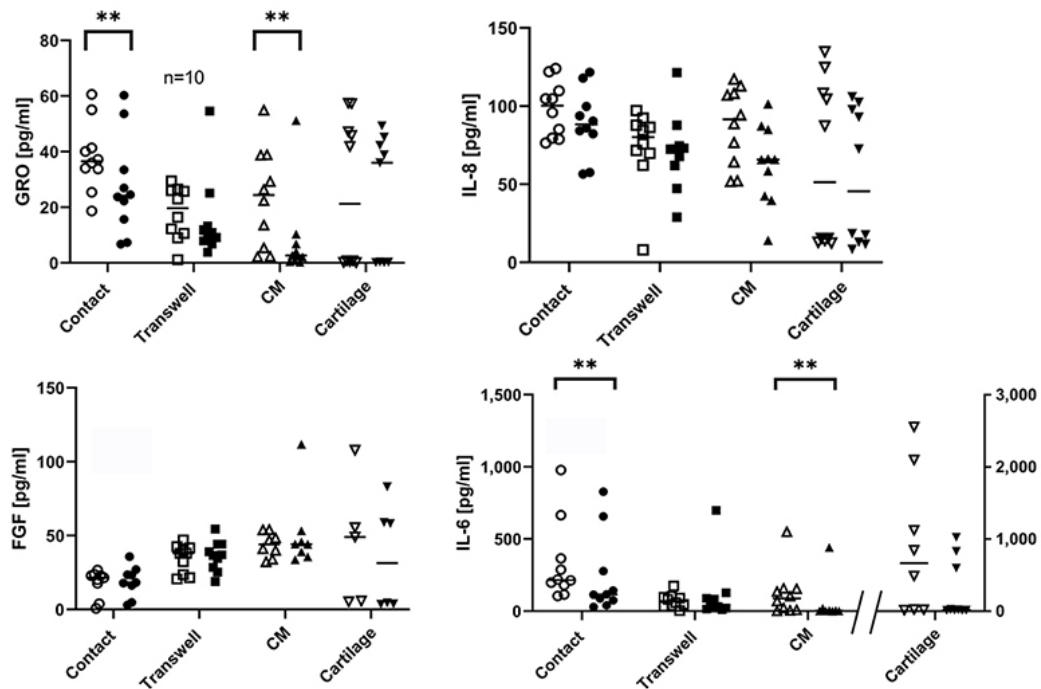 **
**
80
60
40
20
0
GRO [pg/ml]
n=10
Contact
Transwell
CM
Cartilage
150
100
50
0
IL-8 [pg/ml]
Contact
Transwell
CM
Cartilage
150
100
50
0
FGF [pg/ml]
Contact
Transwell
CM
Cartilage
**
**
1,500
1,000
500
0
IL-6 [pg/ml]
3,000
2,000
1,000
0
Contact
Transwell
CM
Cartilage